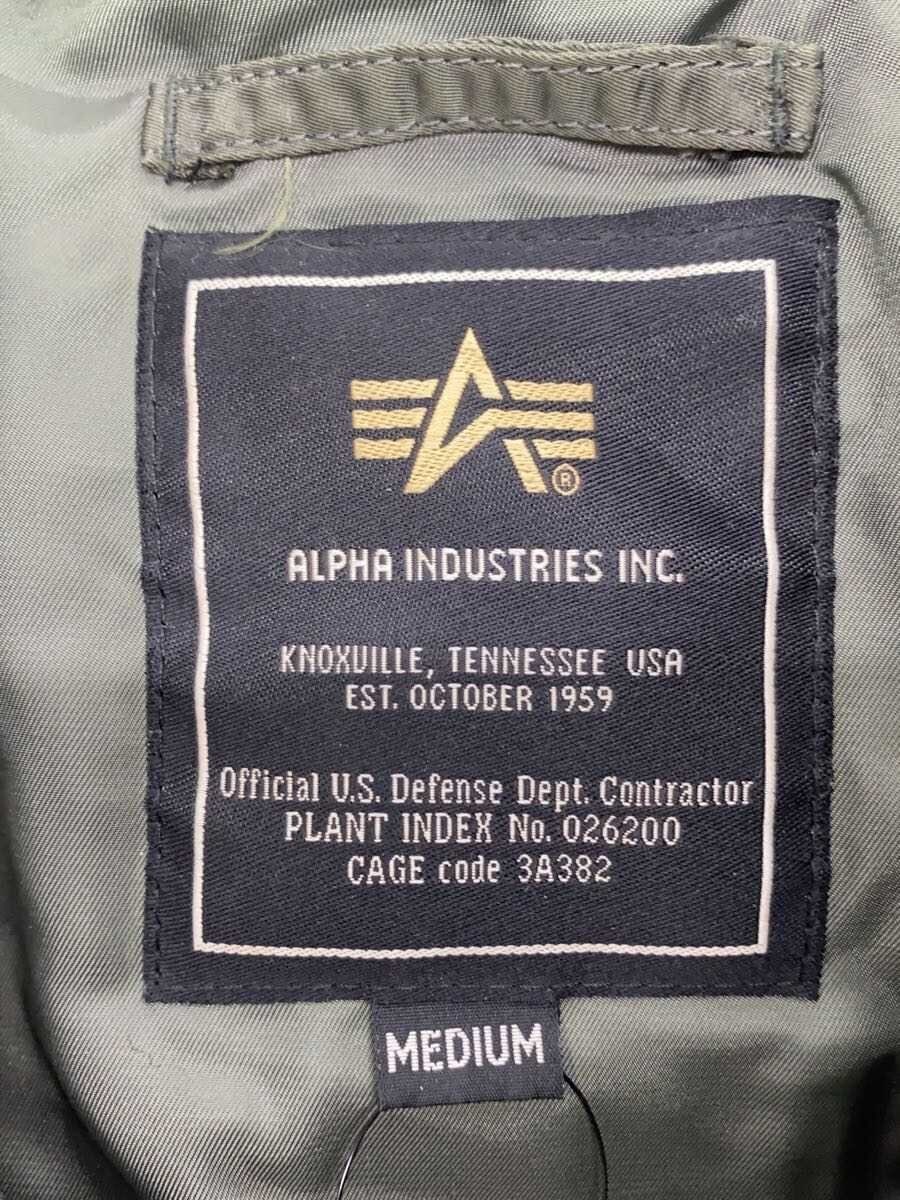 ®
ALPHA INDUSTRIES INC.
KNOXVILLE, TENNESSEE USA
EST. OCTOBER 1959
Official U.S. Defense Dept. Contractor
PLANT INDEX No. 026200
CAGE code 3A382
MEDIUM